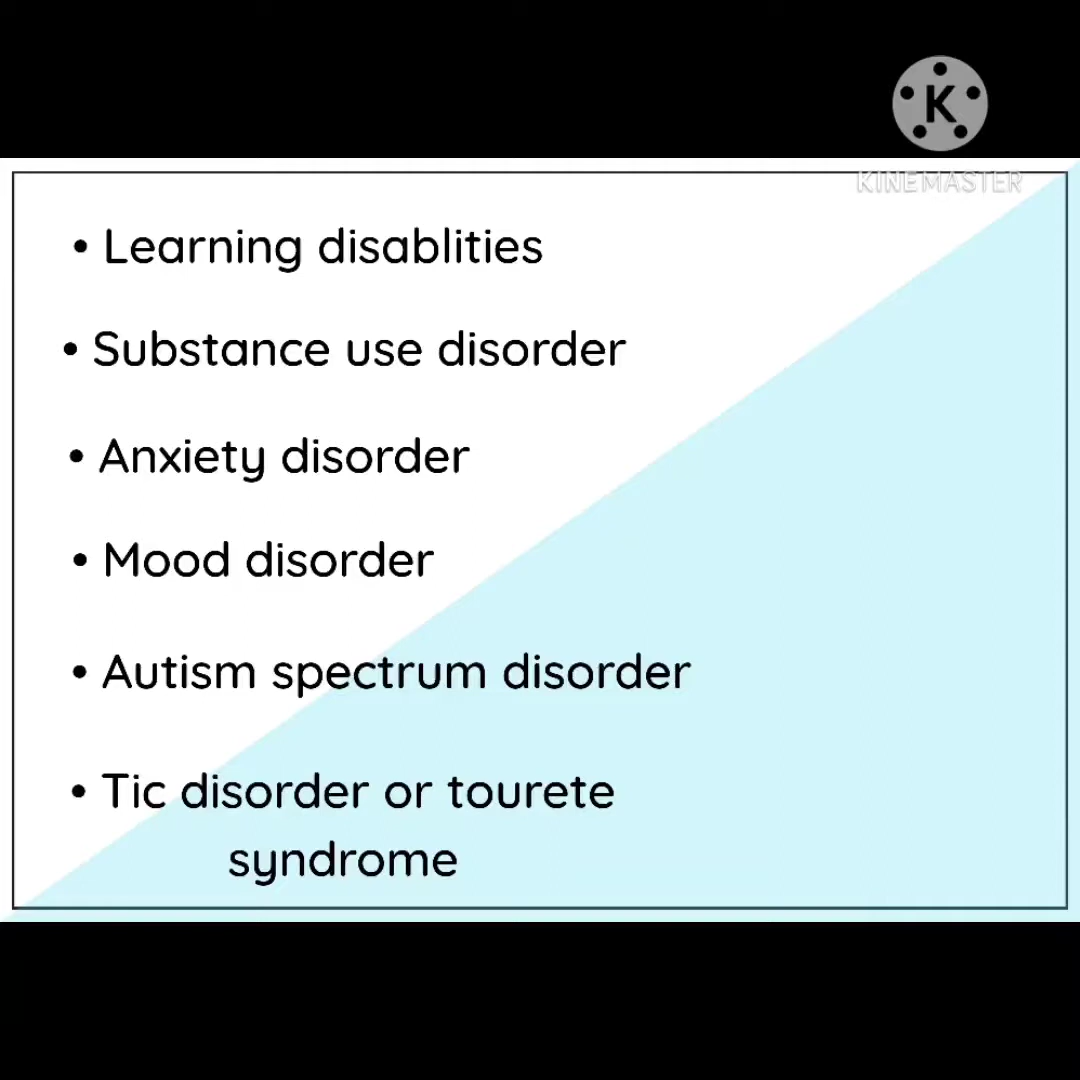 K
KINEMASTER
• Learning disablities
• Substance use disorder
• Anxiety disorder
• Mood disorder
• Autism spectrum disorder
• Tic disorder or tourete
syndrome